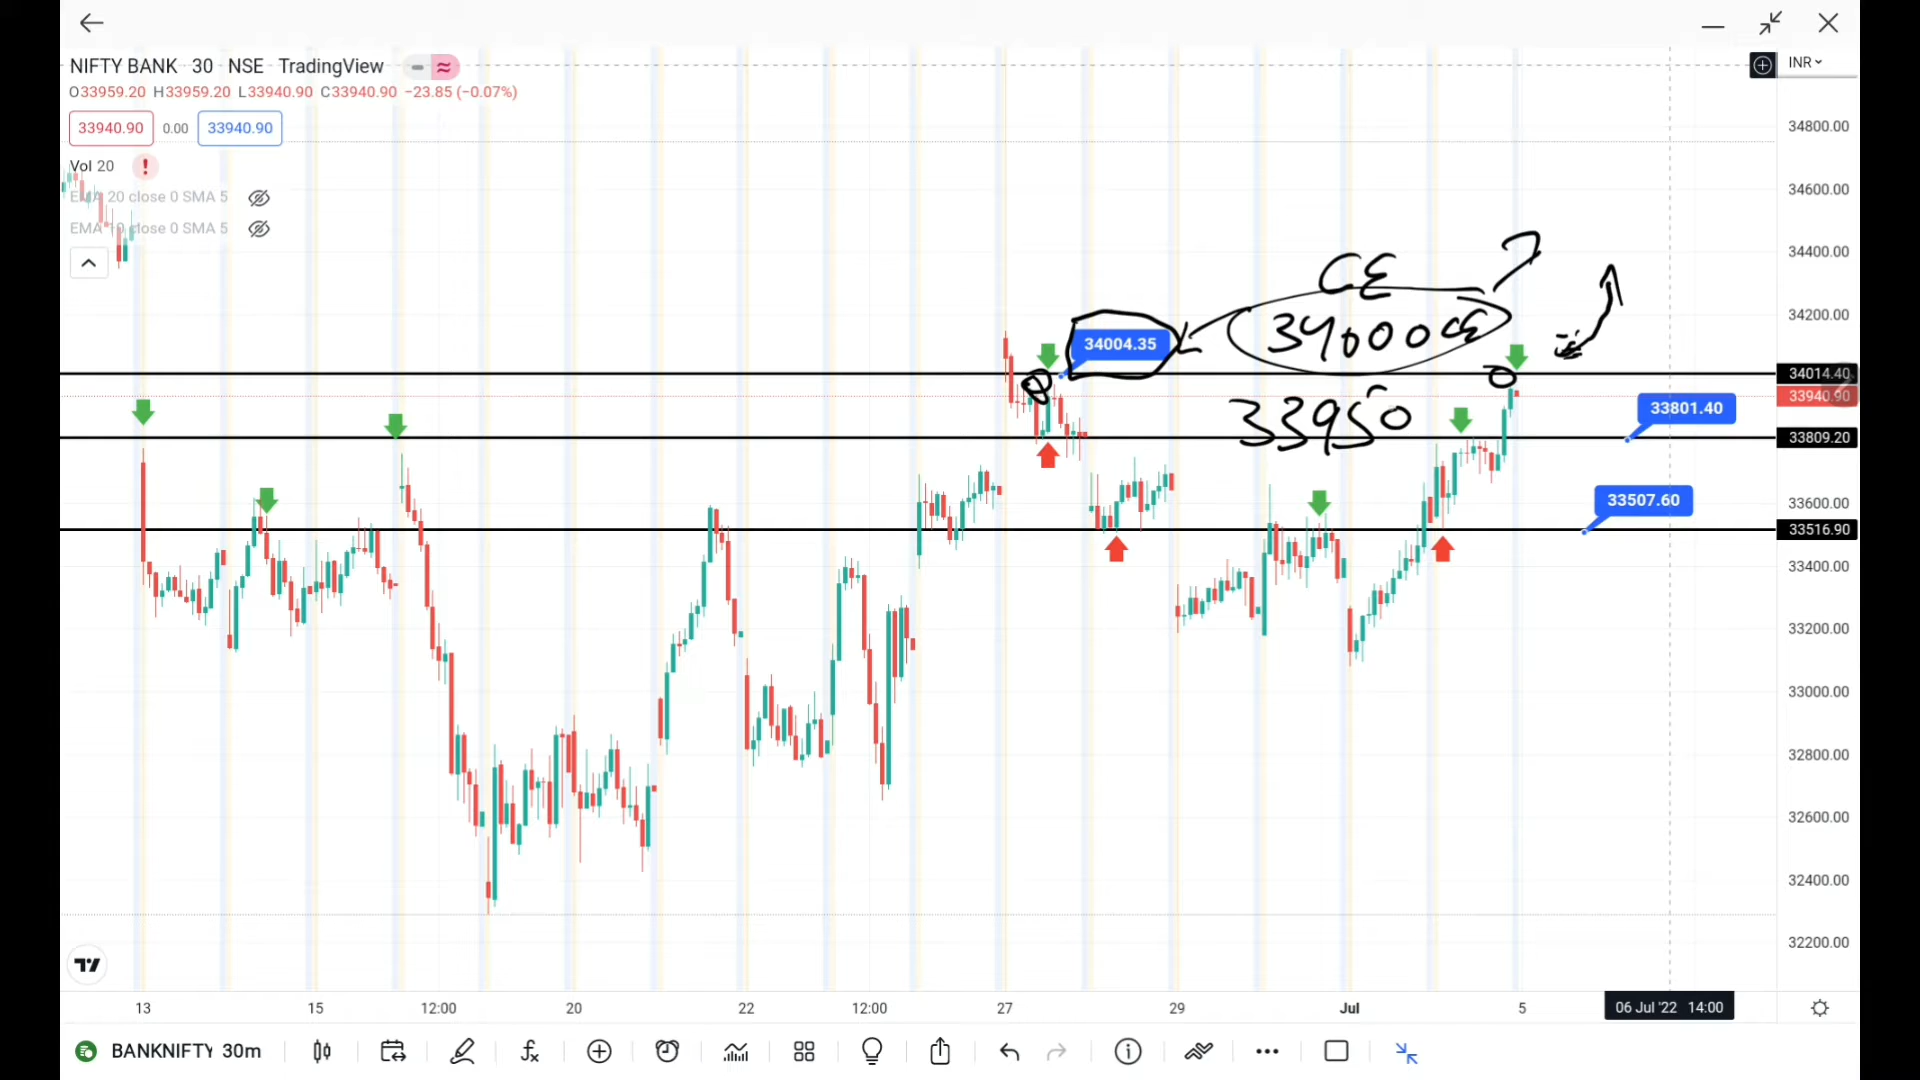 NIFTY BANK 30 NSE TradingView
INR
O33959.20 H33959.20 L33940.90 C33940.90 −23.85 (−0.07%)
33940.90 0.00 33940.90
Vol 20
EMA 20 close 0 SMA 5
EMA 10 close 0 SMA 5
34800.00
34600.00
34400.00
34200.00
34014.40
33940.90
33809.20
33600.00
33516.90
33400.00
33200.00
33000.00
32800.00
32600.00
32400.00
32200.00
CE
34000 CE
34004.35
33950
33801.40
33507.60
13 15 12:00 20 22 12:00 27 29 Jul 5 06 Jul '22 14:00
BANKNIFTY 30m